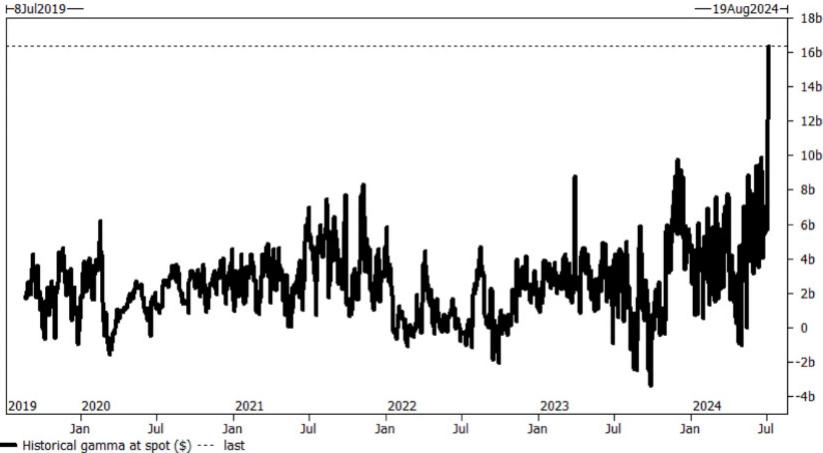 8Jul2019
19Aug2024
18b
16b
14b
12b
10b
8b
6b
4b
2b
0
-2b
-4b
2019 2020 2021 2022 2023 2024
Jan Jul Jan Jul Jan Jul Jan Jul Jan Jul
Historical gamma at spot ($) --- last